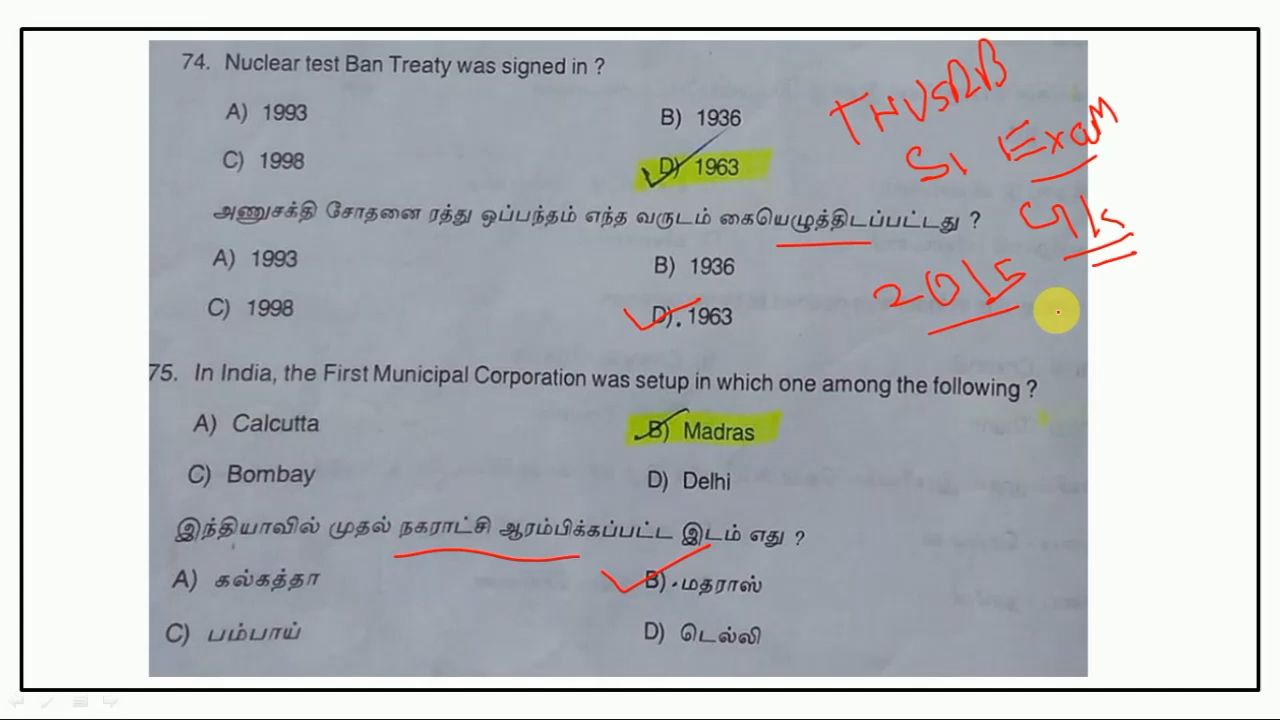 74. Nuclear test Ban Treaty was signed in ?
A) 1993 B) 1936
C) 1998 D) 1963
அணுசக்தி சோதனை ரத்து ஒப்பந்தம் எந்த வருடம் கையெழுத்திடப்பட்டது ?
A) 1993 B) 1936
C) 1998 D) 1963
75. In India, the First Municipal Corporation was setup in which one among the following ?
A) Calcutta B) Madras
C) Bombay D) Delhi
இந்தியாவில் முதல் நகராட்சி ஆரம்பிக்கப்பட்ட இடம் எது ?
A) கல்கத்தா B) மதராஸ்
C) பம்பாய் D) டெல்லி
TNUSRB
SI Exam
2015